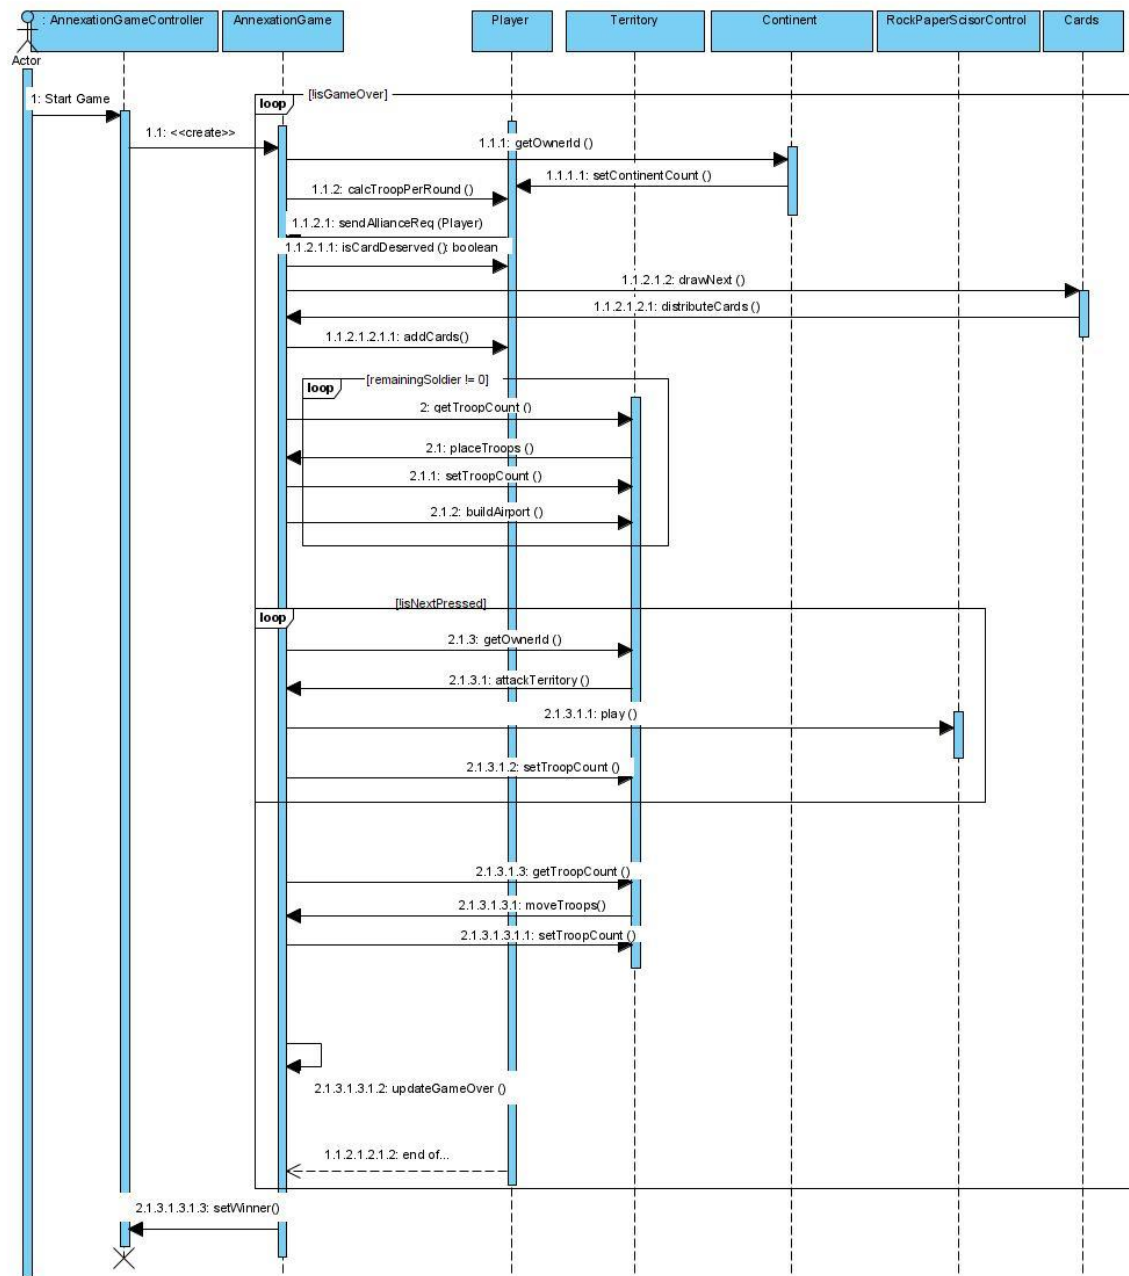 : AnnexationGameController
AnnexationGame
Player
Territory
Continent
RockPaperScisorControl
Cards
Actor
1: Start Game
loop
[!isGameOver]
1.1: <<create>>
1.1.1: getOwnerId ()
1.1.1.1: setContinentCount ()
1.1.2: calcTroopPerRound ()
1.1.2.1: sendAllianceReq (Player)
1.1.2.1.1: isCardDeserved (): boolean
1.1.2.1.2: drawNext ()
1.1.2.1.2.1: distributeCards ()
1.1.2.1.2.1.1: addCards()
loop
[remainingSoldier != 0]
2: getTroopCount ()
2.1: placeTroops ()
2.1.1: setTroopCount ()
2.1.2: buildAirport ()
loop
[!isNextPressed]
2.1.3: getOwnerId ()
2.1.3.1: attackTerritory ()
2.1.3.1.1: play ()
2.1.3.1.2: setTroopCount ()
2.1.3.1.3: getTroopCount ()
2.1.3.1.3.1: moveTroops()
2.1.3.1.3.1.1: setTroopCount ()
2.1.3.1.3.1.2: updateGameOver ()
1.1.2.1.2.1.2: end of...
2.1.3.1.3.1.3: setWinner()